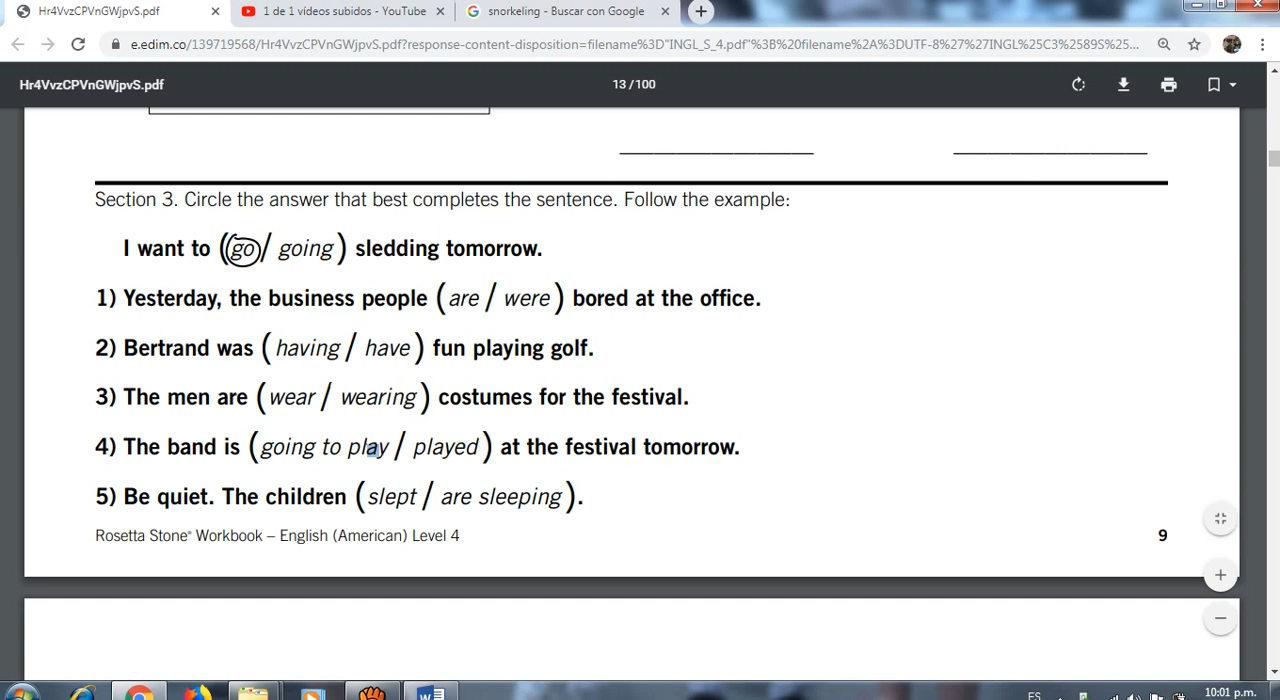 Hr4VvzCPVnGWjpvS.pdf
1 de 1 vídeos subidos - YouTube
snorkeling - Buscar con Google
e.edim.co/139719568/Hr4VvzCPVnGWjpvS.pdf?response-content-disposition=filename%3D"INGL_S_4.pdf"%3B%20filename%2A%3DUTF-8%27%27INGL%25C3%2589S%25...
Hr4VvzCPVnGWjpvS.pdf
13 / 100
Section 3. Circle the answer that best completes the sentence. Follow the example:
I want to (go / going) sledding tomorrow.
1) Yesterday, the business people (are / were) bored at the office.
2) Bertrand was (having / have) fun playing golf.
3) The men are (wear / wearing) costumes for the festival.
4) The band is (going to play / played) at the festival tomorrow.
5) Be quiet. The children (slept / are sleeping).
Rosetta Stone® Workbook – English (American) Level 4
9
ES
10:01 p.m.